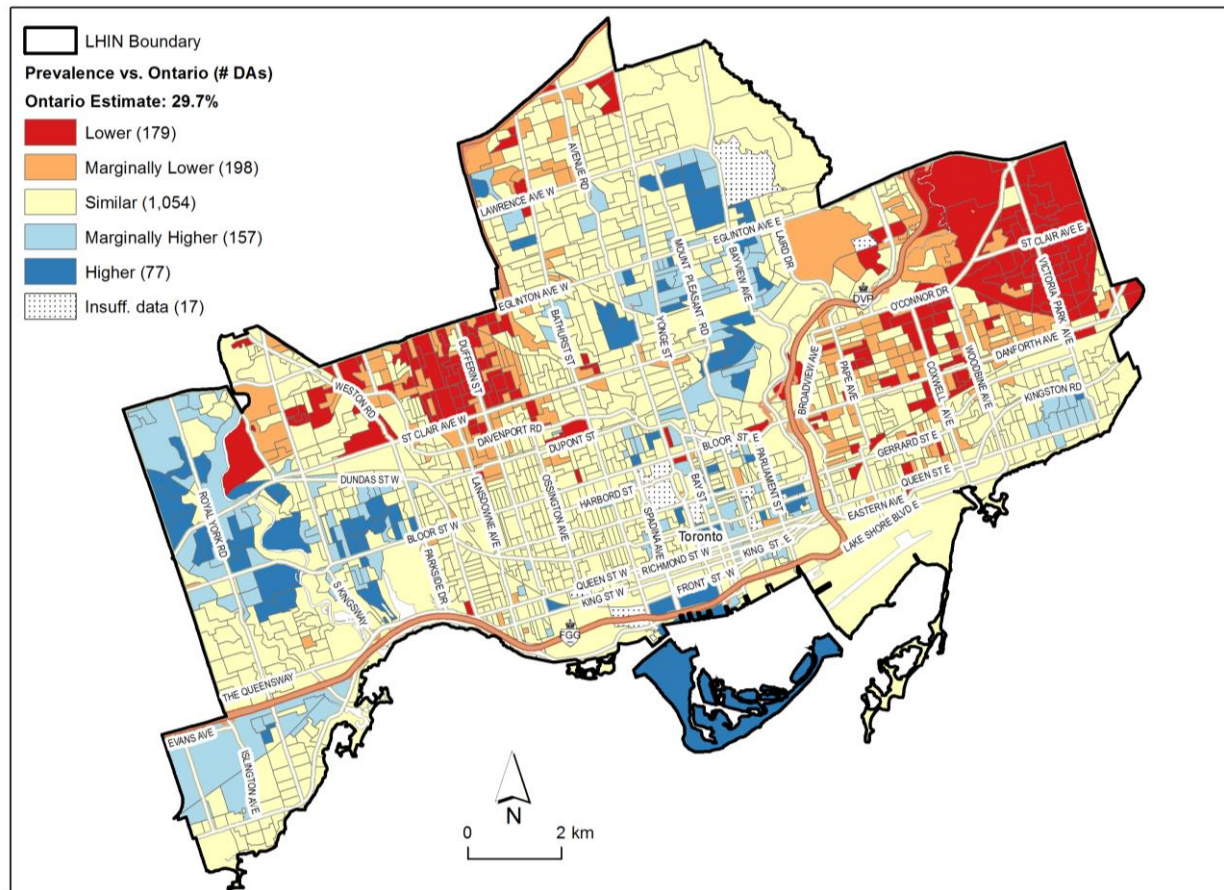 LHIN Boundary
Prevalence vs. Ontario (# DAs)
Ontario Estimate: 29.7%
Lower (179)
Marginally Lower (198)
Similar (1,054)
Marginally Higher (157)
Higher (77)
Insuff. data (17)
AVENUE RD
LAWRENCE AVE W
EGLINTON AVE E
LAIRD DR
MOUNT PLEASANT RD
BAYVIEW AVE
ST CLAIR AVE E
VICTORIA PARK AVE
EGLINTON AVE W
BATHURST ST
YONGE ST
DVP
O'CONNOR DR
DUFFERIN ST
WESTON RD
BROADVIEW AVE
PAPE AVE
COXWELL AVE
WOODBINE AVE
DANFORTH AVE
KINGSTON RD
ST CLAIR AVE W
DAVENPORT RD
DUPONT ST
BLOOR ST E
GERRARD ST E
QUEEN ST E
DUNDAS ST W
ROYAL YORK RD
LANSDOWNE AVE
OSSINGTON AVE
HARBORD ST
BAY ST
PARLIAMENT ST
EASTERN AVE
LAKE SHORE BLVD E
BLOOR ST W
SPADINA AVE
Toronto
PARKSIDE DR
S KINGSWAY
QUEEN ST W
RICHMOND ST W
KING ST E
KING ST W
FRONT ST W
FGG
THE QUEENSWAY
EVANS AVE
ISLINGTON AVE
N
0 2 km